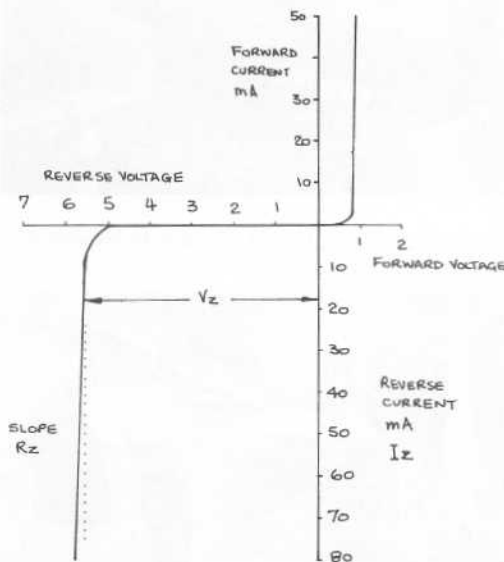 50
FORWARD
CURRENT
mA
40
30
20
10
REVERSE VOLTAGE
7 6 5 4 3 2 1
1 2
FORWARD VOLTAGE
10
Vz
20
30
REVERSE
CURRENT
mA
Iz
40
50
SLOPE
Rz
60
70
80